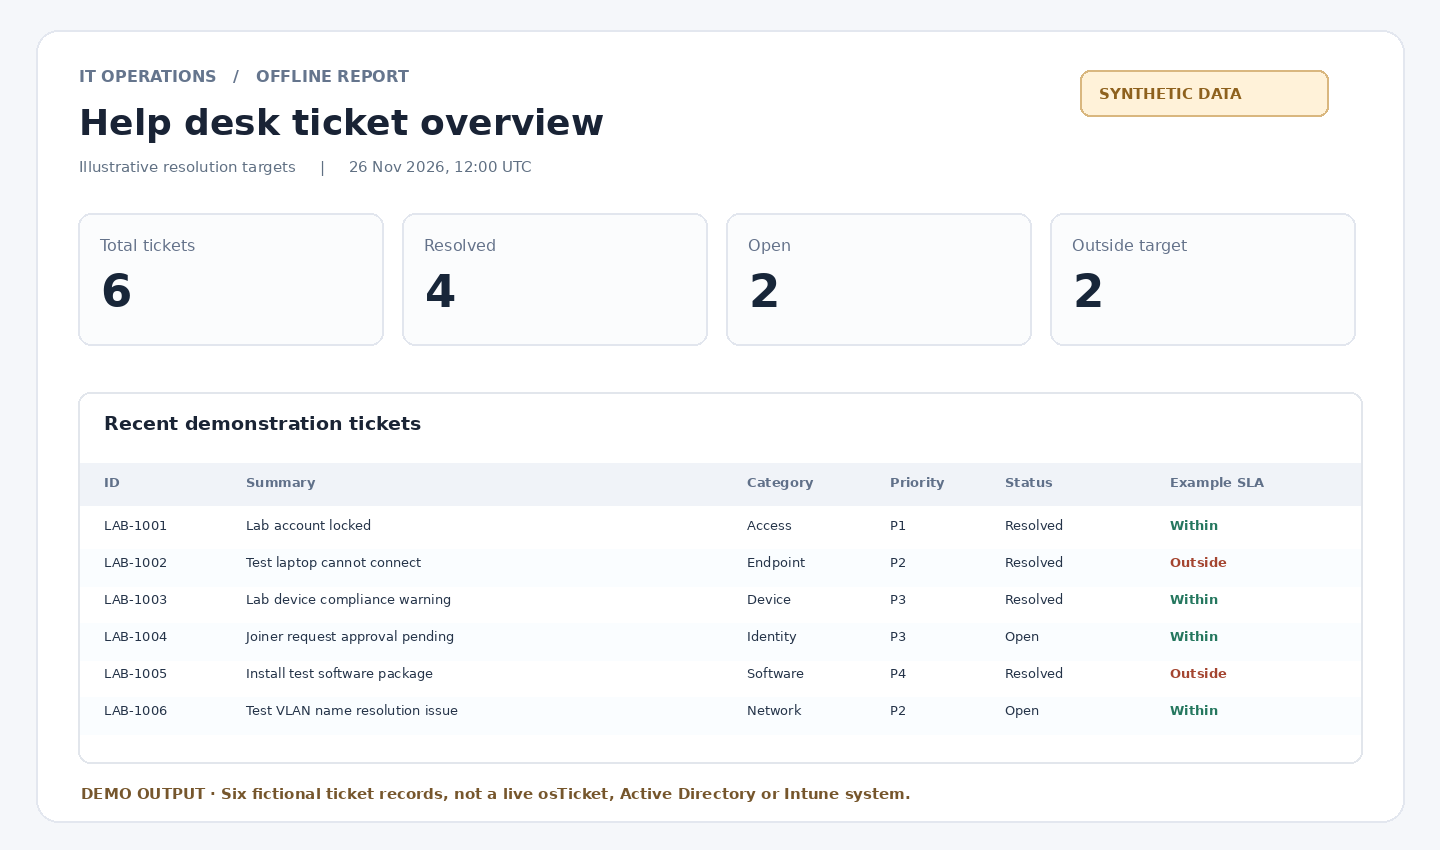 IT OPERATIONS / OFFLINE REPORT
SYNTHETIC DATA
Help desk ticket overview
Illustrative resolution targets | 26 Nov 2026, 12:00 UTC
Total tickets
6
Resolved
4
Open
2
Outside target
2
Recent demonstration tickets
ID Summary Category Priority Status Example SLA
LAB-1001 Lab account locked Access P1 Resolved Within
LAB-1002 Test laptop cannot connect Endpoint P2 Resolved Outside
LAB-1003 Lab device compliance warning Device P3 Resolved Within
LAB-1004 Joiner request approval pending Identity P3 Open Within
LAB-1005 Install test software package Software P4 Resolved Outside
LAB-1006 Test VLAN name resolution issue Network P2 Open Within
DEMO OUTPUT · Six fictional ticket records, not a live osTicket, Active Directory or Intune system.